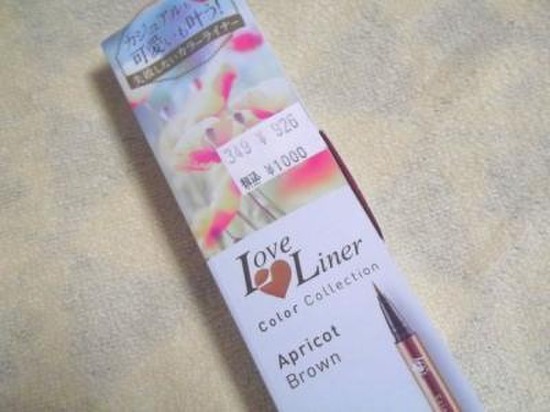 カジュアルも
可愛いも叶う!
失敗しないカラーライナー
349 ¥ 926
税込 ¥1000
Love
Liner
Color Collection
Apricot
Brown